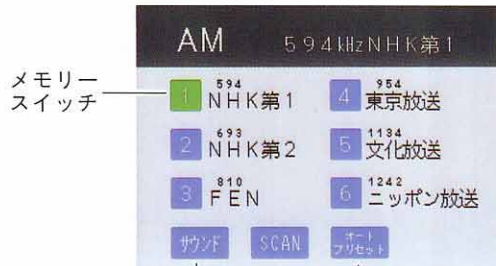 AM 594kHz NHK第1
メモリー
スイッチ
594 954
1 NHK第1 4 東京放送
693 1134
2 NHK第2 5 文化放送
810 1242
3 FEN 6 ニッポン放送
サウンド SCAN オート
プリセット